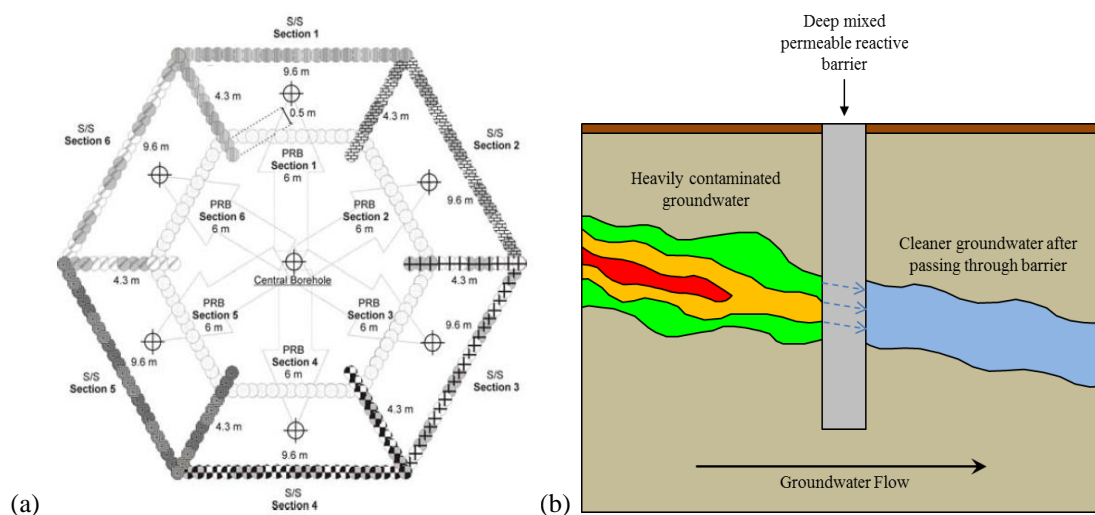 S/S
Section 1
9.6 m
4.3 m
0.5 m
4.3 m
S/S
Section 6
S/S
Section 2
PRB
Section 1
6 m
9.6 m
PRB
Section 6
6 m
PRB
Section 2
6 m
9.6 m
Central Borehole
4.3 m
4.3 m
PRB
Section 5
6 m
PRB
Section 3
6 m
9.6 m
9.6 m
PRB
Section 4
6 m
S/S
Section 5
S/S
Section 3
4.3 m
4.3 m
9.6 m
S/S
Section 4
(a)
Deep mixed
permeable reactive
barrier
Heavily contaminated
groundwater
Cleaner groundwater after
passing through barrier
Groundwater Flow
(b)